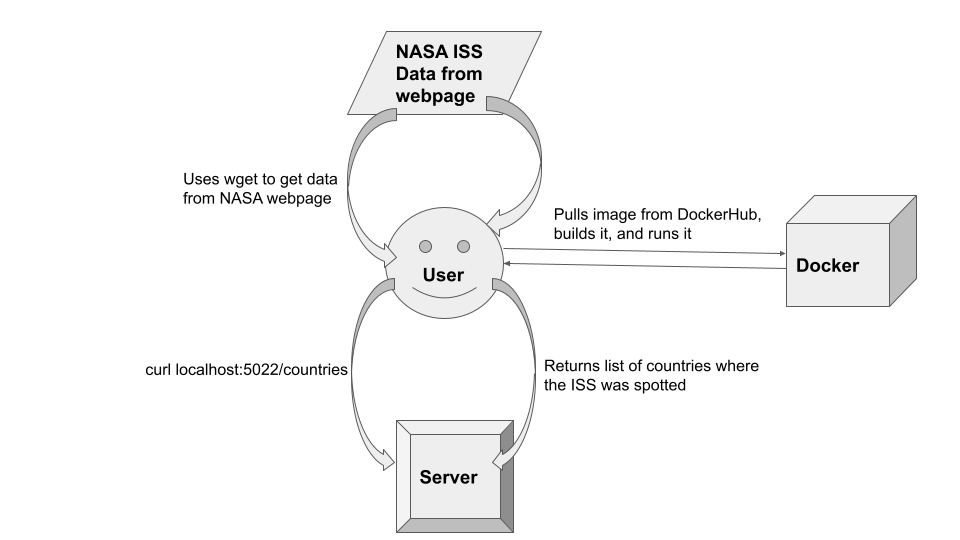 NASA ISS
Data from
webpage
Uses wget to get data
from NASA webpage
Pulls image from DockerHub,
builds it, and runs it
Docker
User
curl localhost:5022/countries
Returns list of countries where
the ISS was spotted
Server